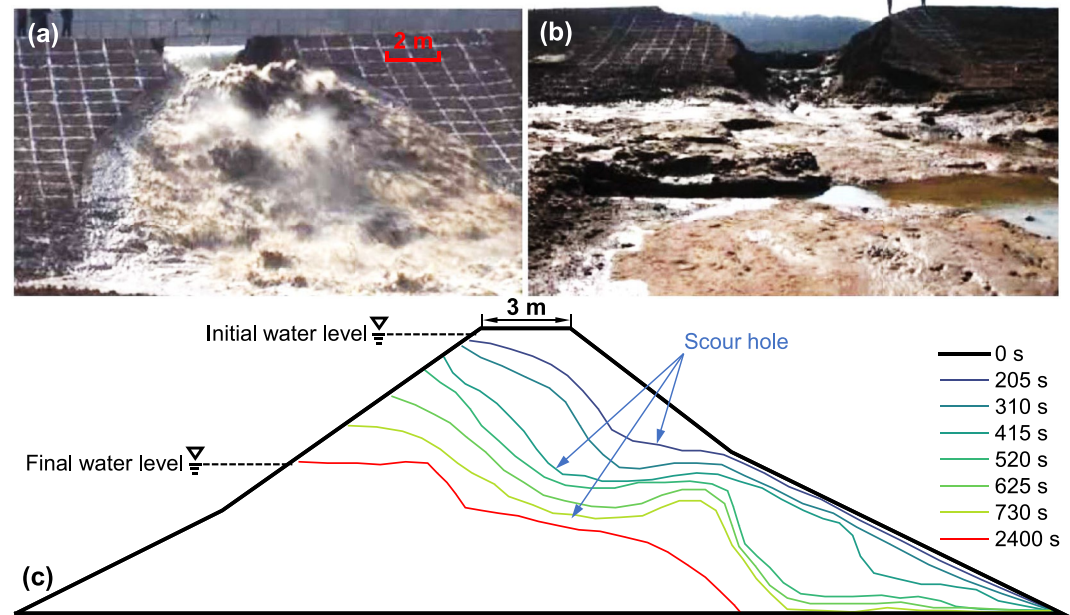 (a)
2 m
(b)
3 m
Initial water level
Scour hole
0 s
205 s
310 s
415 s
520 s
625 s
730 s
2400 s
Final water level
(c)